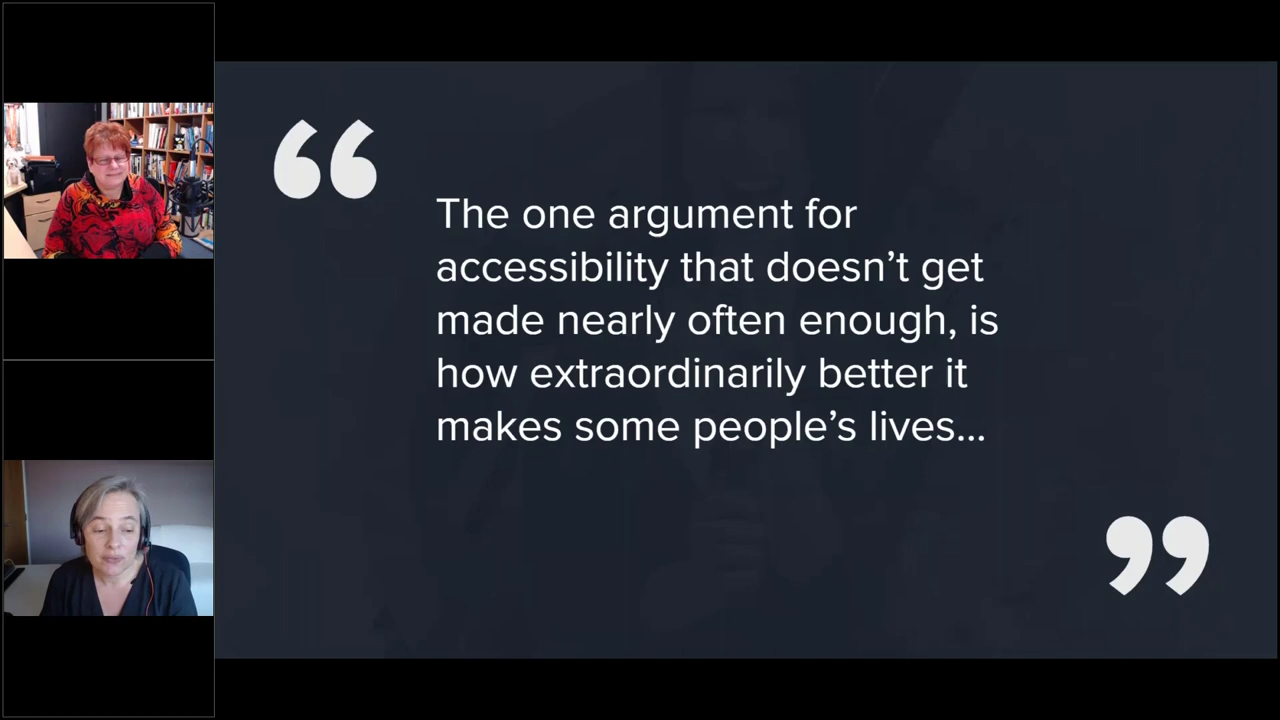 “
The one argument for
accessibility that doesn’t get
made nearly often enough, is
how extraordinarily better it
makes some people’s lives...
”